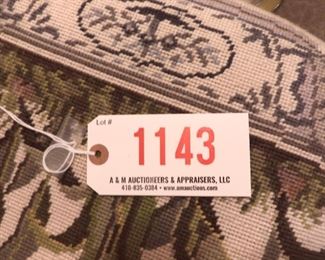 Lot #
1143
A & M AUCTIONEERS & APPRAISERS, LLC
410-835-0384 • www.amauctions.com